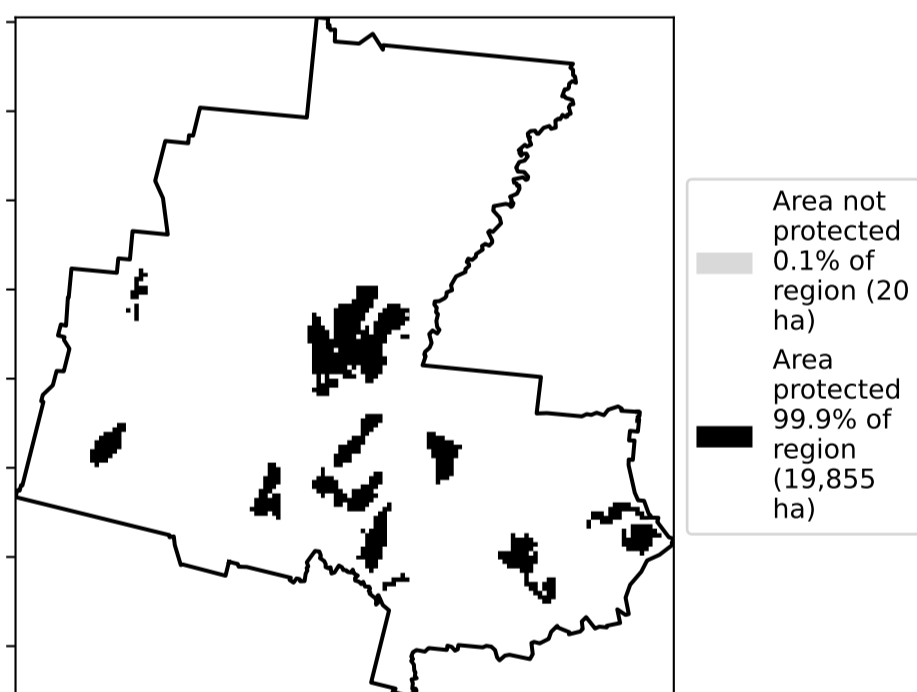 Area not
protected
0.1% of
region (20
ha)
Area
protected
99.9% of
region
(19,855
ha)